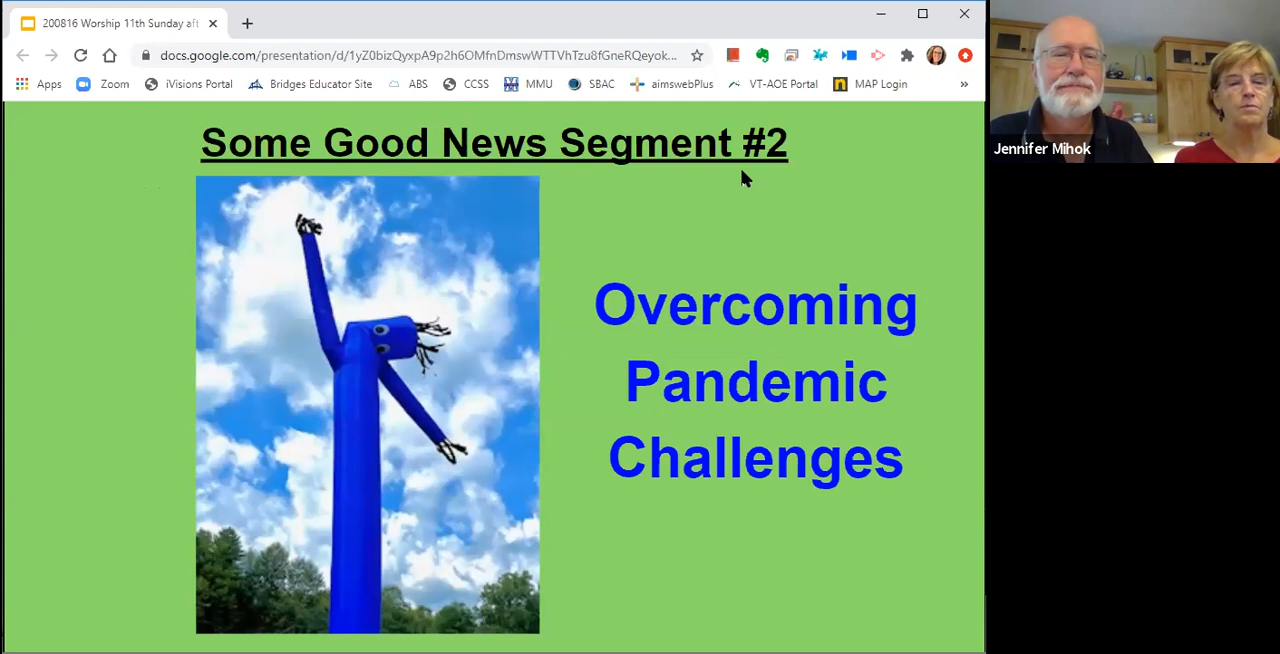 200816 Worship 11th Sunday aft
docs.google.com/presentation/d/1yZ0bizQyxpA9p2h6OMfnDmswWTTVhTzu8fGneRQeyok...
Apps Zoom iVisions Portal Bridges Educator Site ABS CCSS MMU SBAC aimswebPlus VT-AOE Portal MAP Login »
Some Good News Segment #2
Overcoming
Pandemic
Challenges
Jennifer Mihok